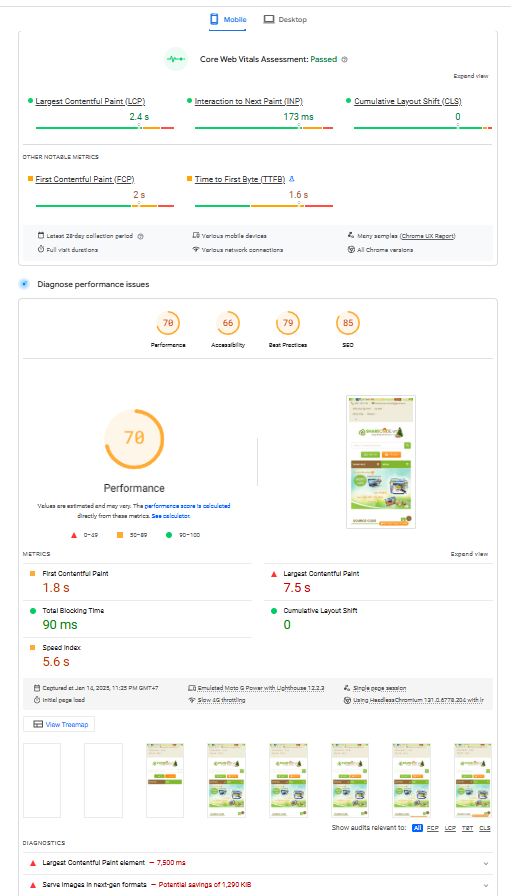 Mobile
Desktop
Core Web Vitals Assessment: Passed
Expand view
Largest Contentful Paint (LCP)
2.4 s
Interaction to Next Paint (INP)
173 ms
Cumulative Layout Shift (CLS)
0
OTHER NOTABLE METRICS
First Contentful Paint (FCP)
2 s
Time to First Byte (TTFB)
1.6 s
Latest 28-day collection period
Various mobile devices
Many samples (Chrome UX Report)
Full visit durations
Various network connections
All Chrome versions
Diagnose performance issues
70
66
79
85
Performance
Accessibility
Best Practices
SEO
70
Performance
Values are estimated and may vary. The performance score is calculated
directly from these metrics. See calculator.
0–49
50–89
90–100
METRICS
Expand view
First Contentful Paint
1.8 s
Largest Contentful Paint
7.5 s
Total Blocking Time
90 ms
Cumulative Layout Shift
0
Speed Index
5.6 s
Captured at Jan 14, 2025, 11:25 PM GMT+7
Emulated Moto G Power with Lighthouse 12.2.3
Single page session
Initial page load
Slow 4G throttling
Using HeadlessChromium 131.0.6778.204 with lr
View Treemap
Show audits relevant to: All FCP LCP TBT CLS
DIAGNOSTICS
Largest Contentful Paint element — 7,500 ms
Serve images in next-gen formats — Potential savings of 1,290 KiB